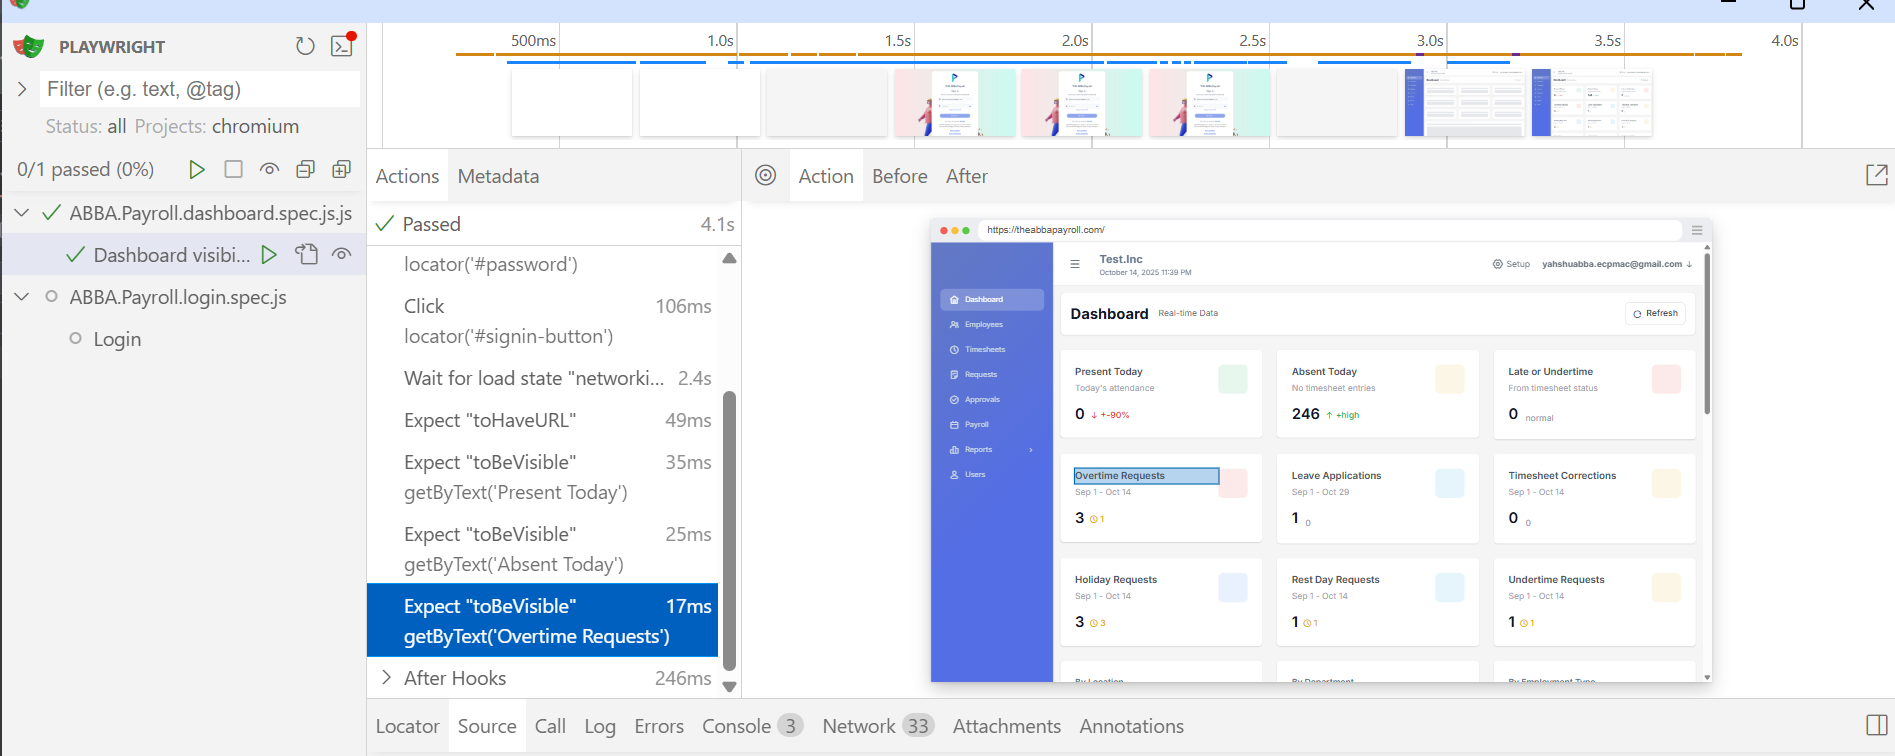 PLAYWRIGHT
Filter (e.g. text, @tag)
Status: all Projects: chromium
0/1 passed (0%)
ABBA.Payroll.dashboard.spec.js.js
Dashboard visibi...
ABBA.Payroll.login.spec.js
Login
500ms 1.0s 1.5s 2.0s 2.5s 3.0s 3.5s 4.0s
Actions Metadata
Passed 4.1s
locator('#password')
Click 106ms
locator('#signin-button')
Wait for load state "networki... 2.4s
Expect "toHaveURL" 49ms
Expect "toBeVisible" 35ms
getByText('Present Today')
Expect "toBeVisible" 25ms
getByText('Absent Today')
Expect "toBeVisible" 17ms
getByText('Overtime Requests')
After Hooks 246ms
Action Before After
https://theabbapayroll.com/
Test.Inc
October 14, 2025 11:39 PM
Setup yahshuabba.ecpmac@gmail.com
Dashboard
Employees
Timesheets
Requests
Approvals
Payroll
Reports
Users
Dashboard Real-time Data Refresh
Present Today
Today's attendance
0 ↓ +-90%
Absent Today
No timesheet entries
246 ↑ +high
Late or Undertime
From timesheet status
0 normal
Overtime Requests
Sep 1 - Oct 14
3 1
Leave Applications
Sep 1 - Oct 29
1 0
Timesheet Corrections
Sep 1 - Oct 14
0 0
Holiday Requests
Sep 1 - Oct 14
3 3
Rest Day Requests
Sep 1 - Oct 14
1 1
Undertime Requests
Sep 1 - Oct 14
1 1
By Location
By Department
By Employment Type
Locator Source Call Log Errors Console 3 Network 33 Attachments Annotations